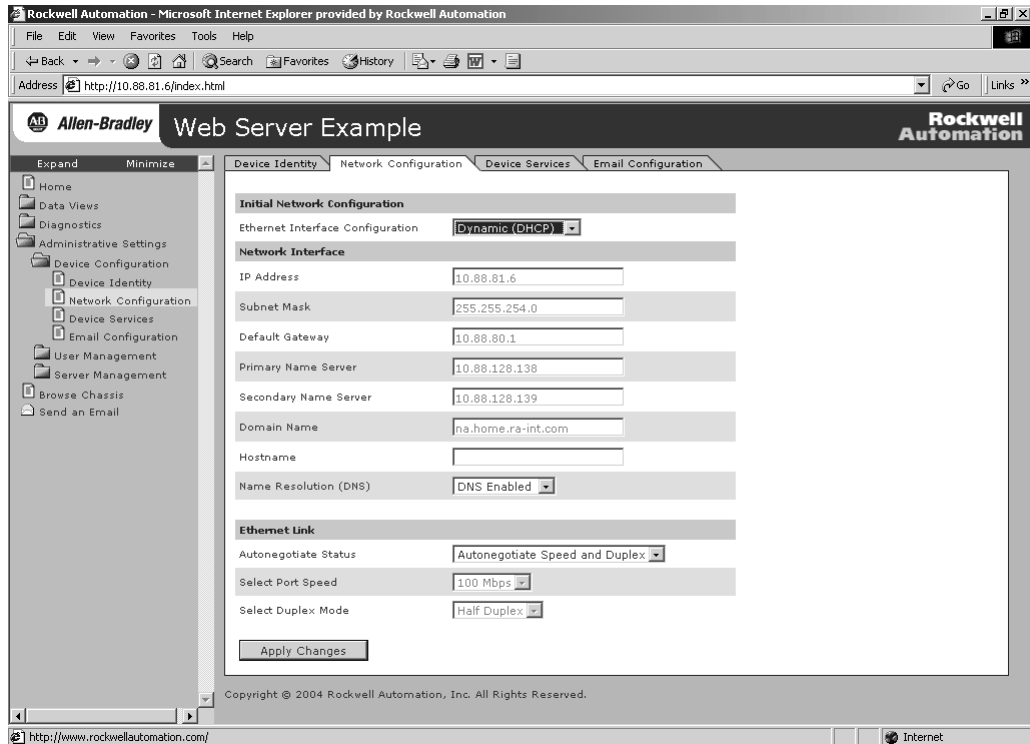 Rockwell Automation - Microsoft Internet Explorer provided by Rockwell Automation
File Edit View Favorites Tools Help
Back Search Favorites History
Address http://10.88.81.6/index.html Go Links »
AB Allen-Bradley Web Server Example Rockwell Automation
Expand Minimize
Home
Data Views
Diagnostics
Administrative Settings
Device Configuration
Device Identity
Network Configuration
Device Services
Email Configuration
User Management
Server Management
Browse Chassis
Send an Email
Device Identity Network Configuration Device Services Email Configuration
Initial Network Configuration
Ethernet Interface Configuration Dynamic (DHCP)
Network Interface
IP Address 10.88.81.6
Subnet Mask 255.255.254.0
Default Gateway 10.88.80.1
Primary Name Server 10.88.128.138
Secondary Name Server 10.88.128.139
Domain Name na.home.ra-int.com
Hostname
Name Resolution (DNS) DNS Enabled
Ethernet Link
Autonegotiate Status Autonegotiate Speed and Duplex
Select Port Speed 100 Mbps
Select Duplex Mode Half Duplex
Apply Changes
Copyright © 2004 Rockwell Automation, Inc. All Rights Reserved.
http://www.rockwellautomation.com/ Internet